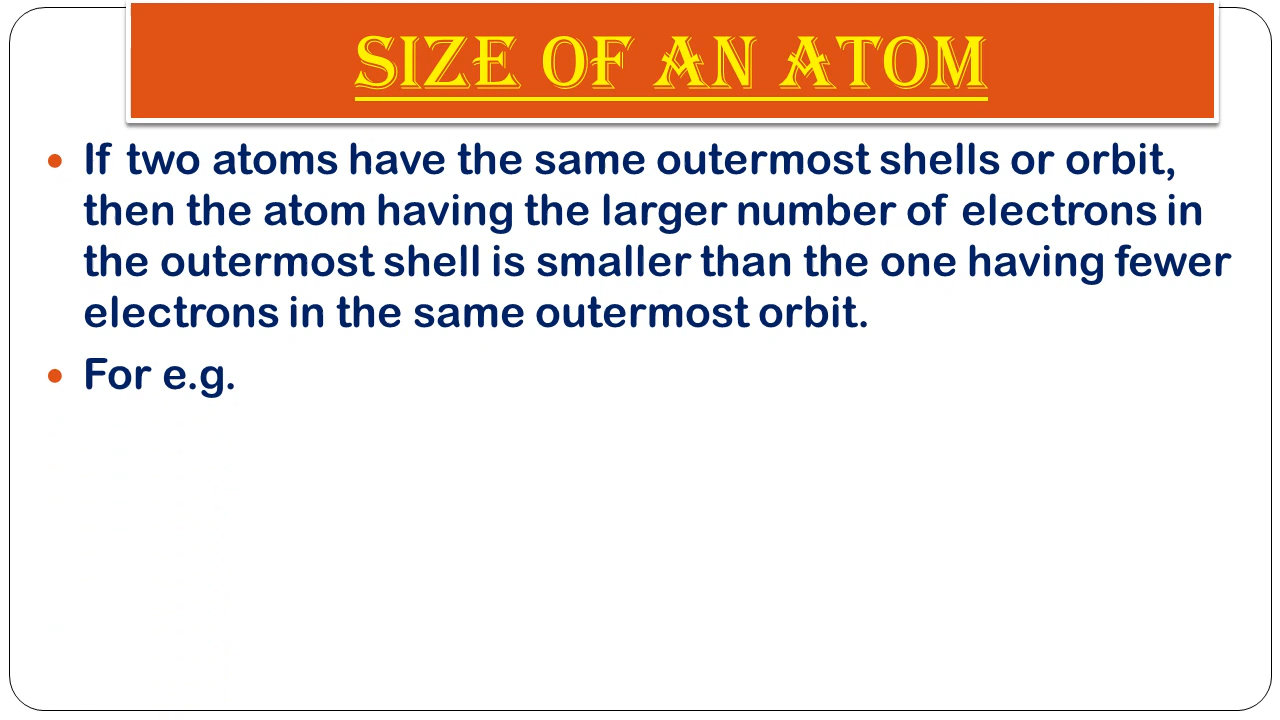 SIZE OF AN ATOM
• If two atoms have the same outermost shells or orbit,
then the atom having the larger number of electrons in
the outermost shell is smaller than the one having fewer
electrons in the same outermost orbit.
• For e.g.